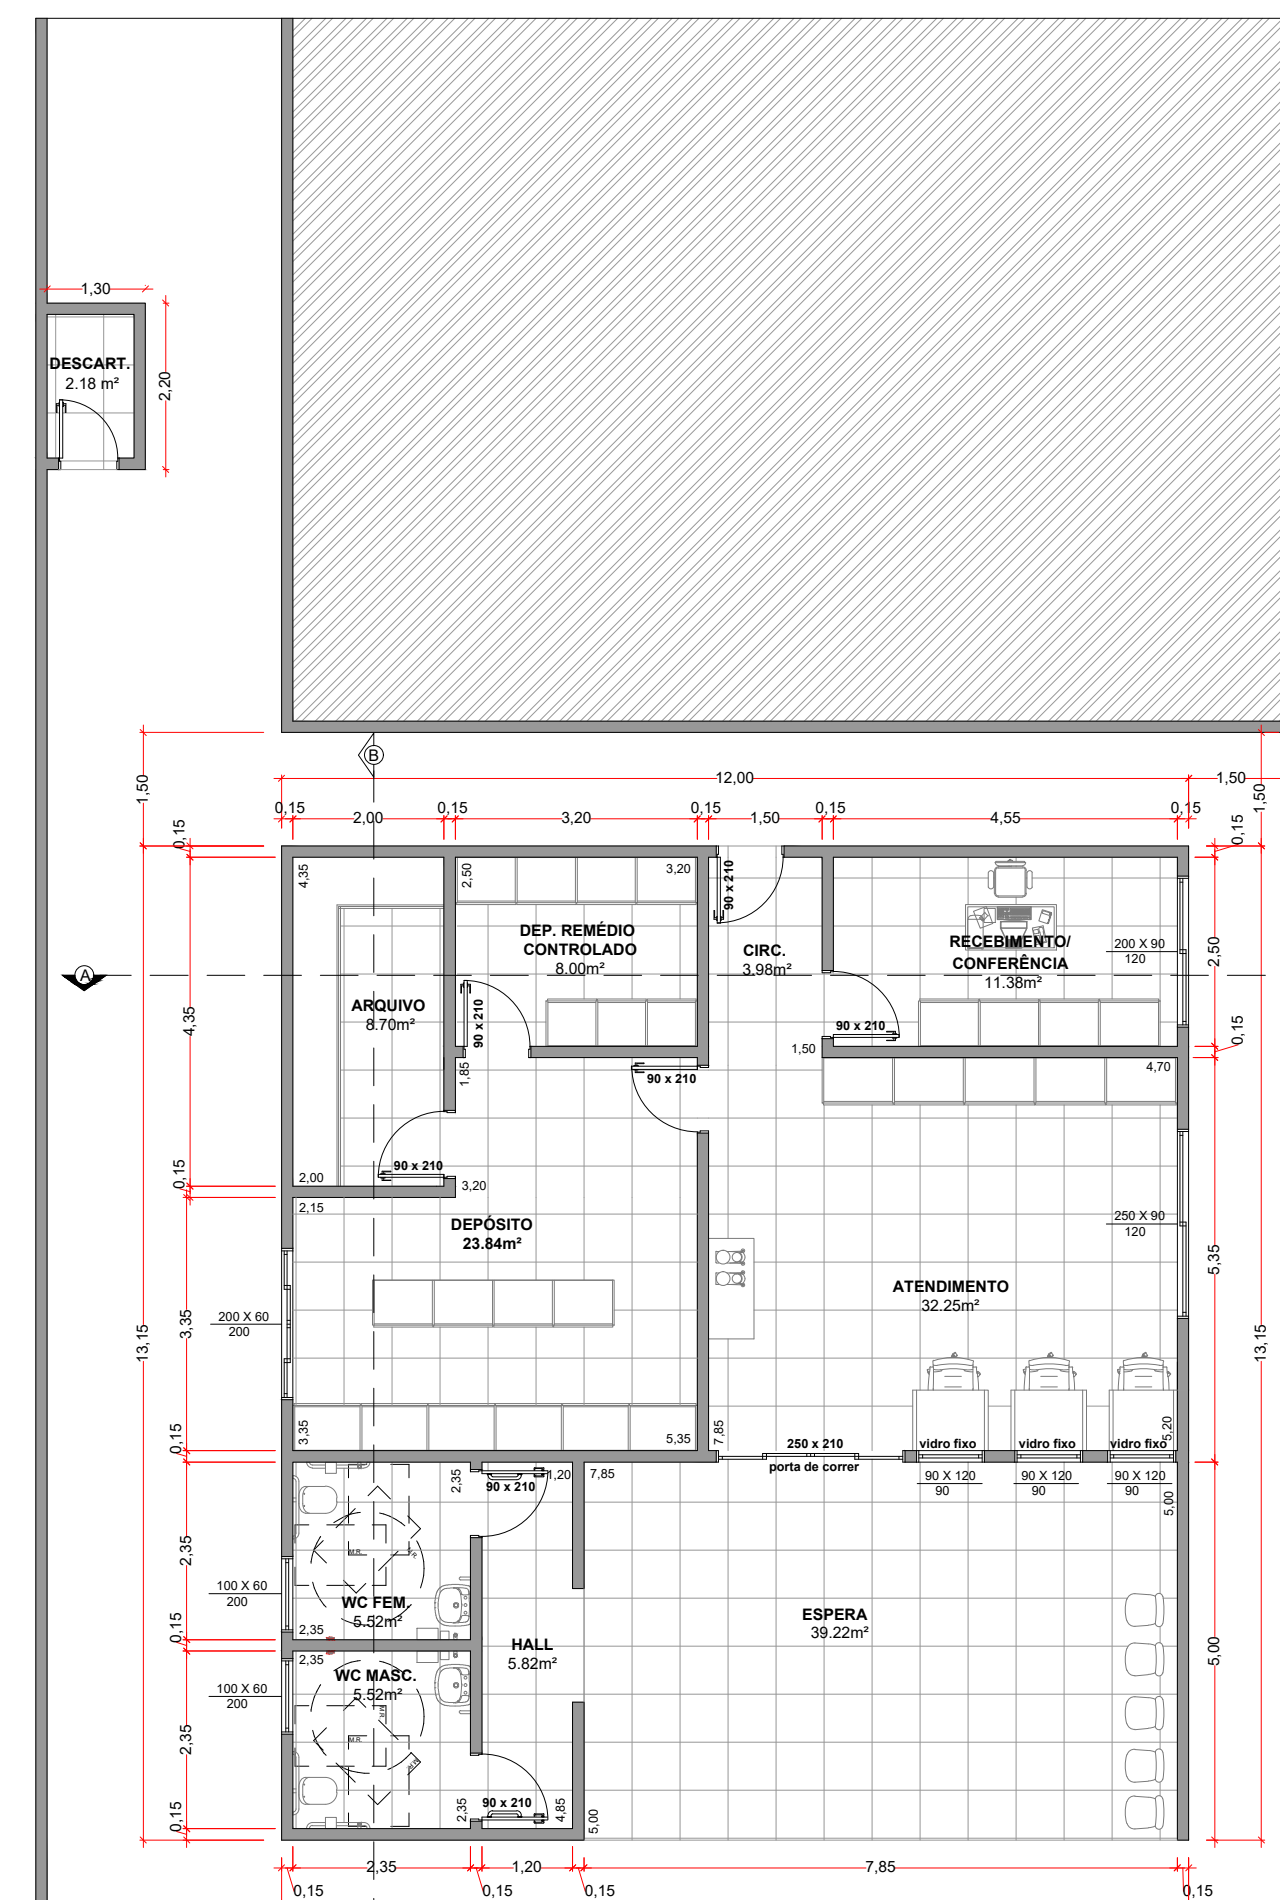 1,30
DESCART.
2.18 m²
2,20
1,50
B
12,00
1,50
1,50
0,15
2,00
0,15
3,20
0,15
1,50
0,15
4,55
0,15
0,15
0,15
4,35
2,50
3,20
90 x 210
DEP. REMÉDIO
CONTROLADO
8.00m²
CIRC.
3.98m²
RECEBIMENTO/
CONFERÊNCIA
11.38m²
200 X 90
120
2,50
A
4,35
ARQUIVO
8.70m²
90 x 210
90 x 210
1,50
0,15
1,85
90 x 210
4,70
0,15
90 x 210
2,00
3,20
2,15
DEPÓSITO
23.84m²
250 X 90
120
5,35
ATENDIMENTO
32.25m²
200 X 60
200
3,35
13,15
13,15
0,15
3,35
5,35
7,85
250 x 210
porta de correr
vidro fixo
vidro fixo
vidro fixo
5,20
90 X 120
90
90 X 120
90
90 X 120
90
5,00
2,35
1,20
90 x 210
7,85
2,35
M.R.
M.R.
100 X 60
200
WC FEM.
5.52m²
2,35
0,15
ESPERA
39.22m²
HALL
5.82m²
5,00
2,35
WC MASC.
5.52m²
100 X 60
200
M.R.
M.R.
M.R.
2,35
2,35
90 x 210
4,85
5,00
0,15
2,35
1,20
7,85
0,15
0,15
0,15
0,15